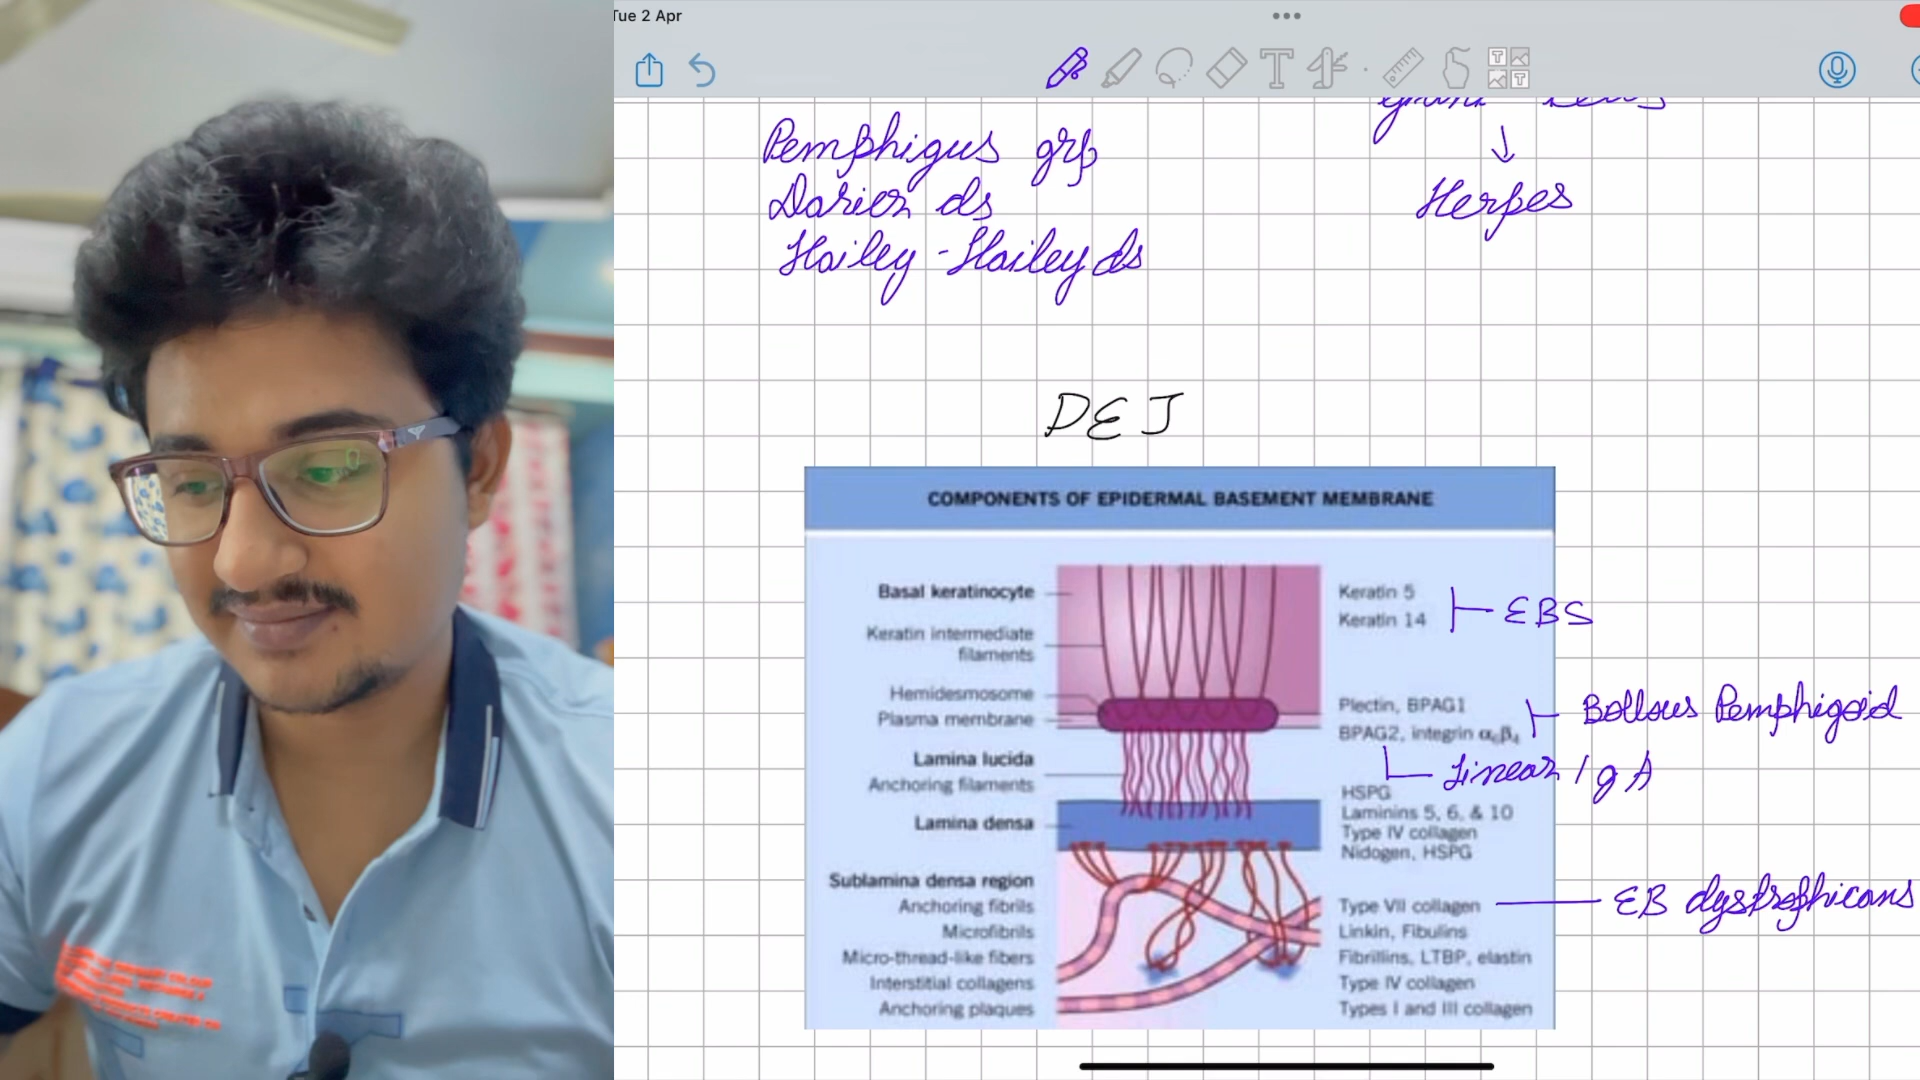 Tue 2 Apr
Pemphigus grp
Darier ds
Hailey-Hailey ds
↓
Herpes
DEJ
COMPONENTS OF EPIDERMAL BASEMENT MEMBRANE
Basal keratinocyte
Keratin intermediate
filaments
Hemidesmosome
Plasma membrane
Lamina lucida
Anchoring filaments
Lamina densa
Sublamina densa region
Anchoring fibrils
Microfibrils
Micro-thread-like fibers
Interstitial collagens
Anchoring plaques
Keratin 5
Keratin 14
EBS
Plectin, BPAG1
BPAG2, integrin α₆β₄
Bollous Pemphigoid
Linear IgA
HSPG
Laminins 5, 6, & 10
Type IV collagen
Nidogen, HSPG
Type VII collagen
EB dystrophicans
Linkin, Fibulins
Fibrillins, LTBP, elastin
Type IV collagen
Types I and III collagen